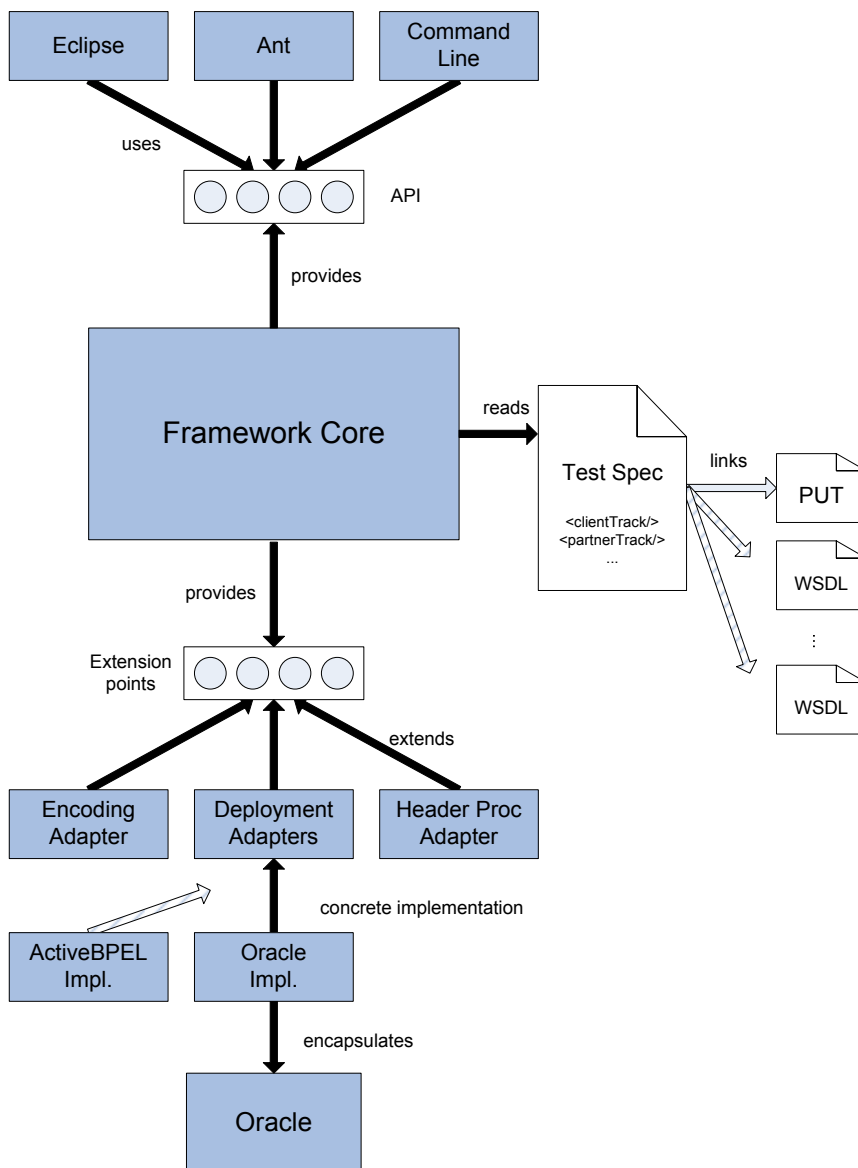 Eclipse
Ant
Command
Line
uses
API
provides
Framework Core
reads
Test Spec
<clientTrack/>
<partnerTrack/>
...
links
PUT
WSDL
...
WSDL
provides
Extension
points
extends
Encoding
Adapter
Deployment
Adapters
Header Proc
Adapter
concrete implementation
ActiveBPEL
Impl.
Oracle
Impl.
encapsulates
Oracle